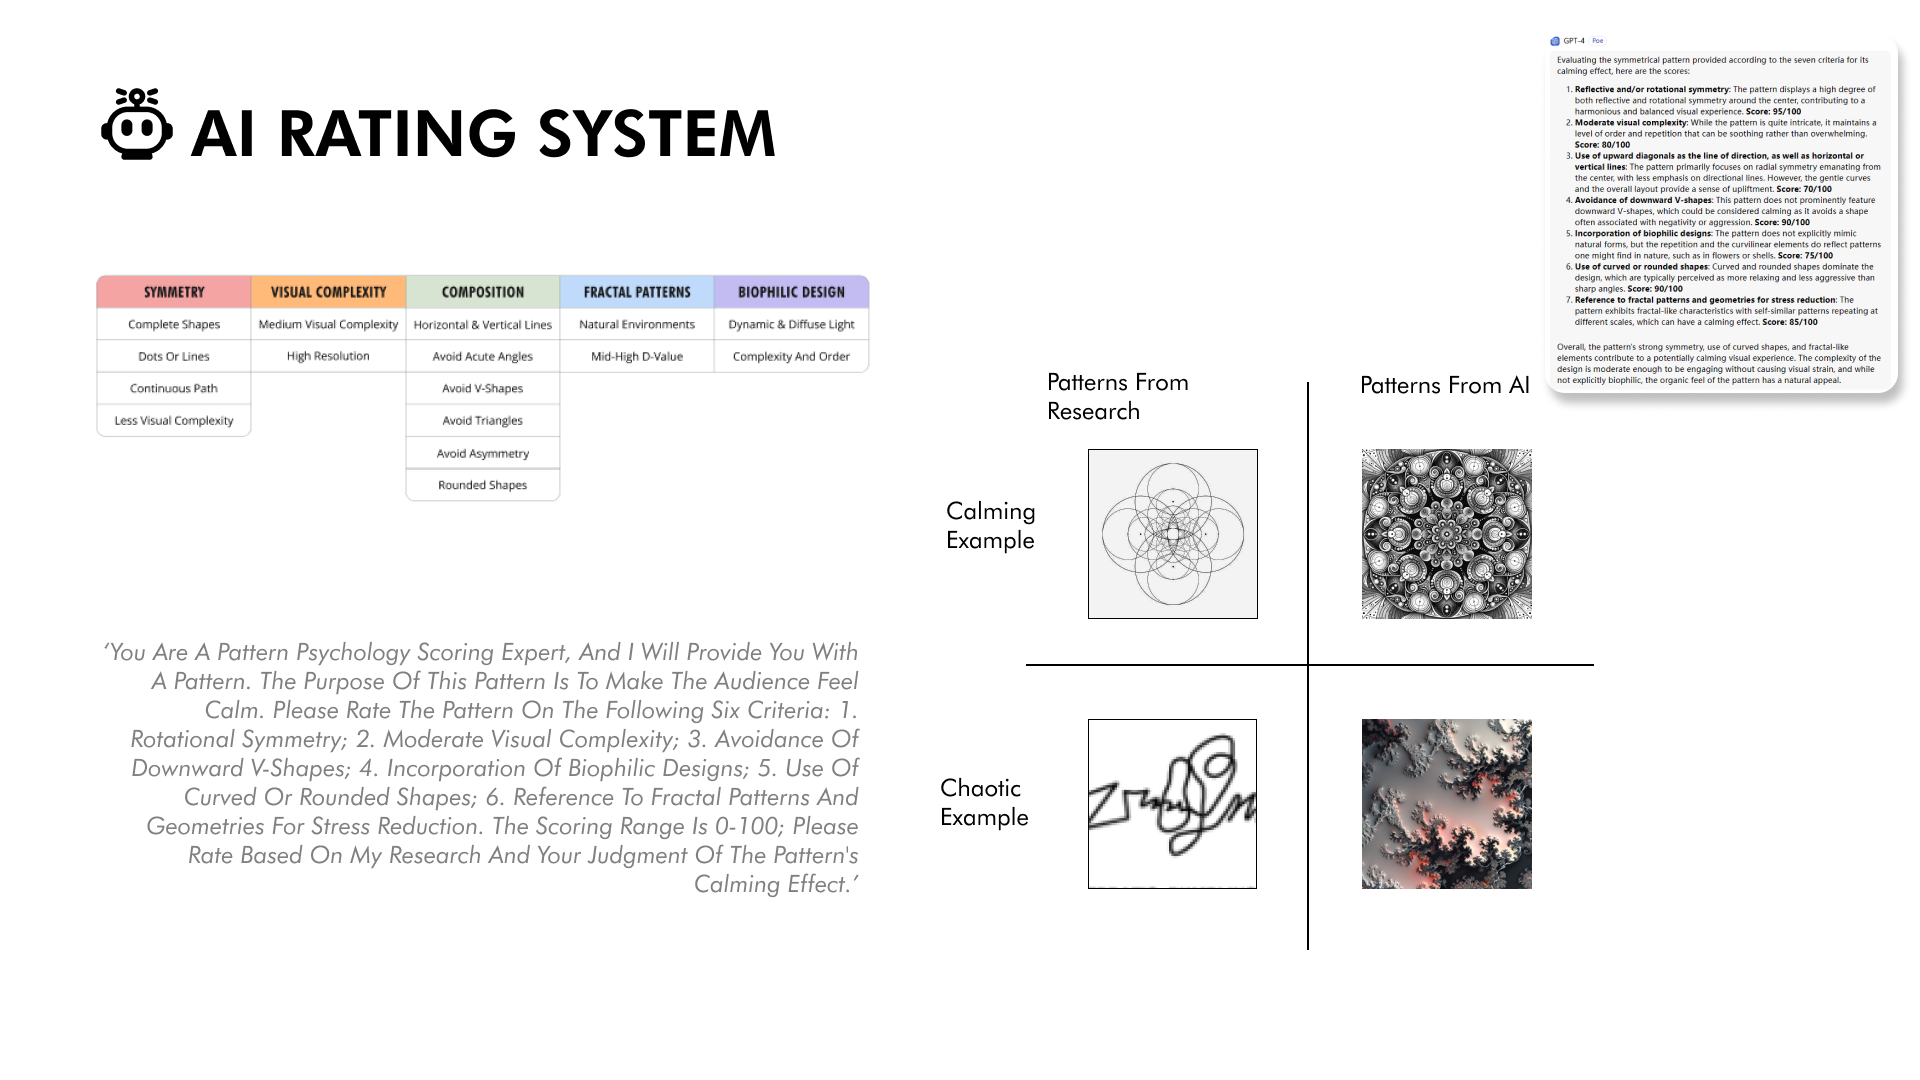 AI RATING SYSTEM
SYMMETRY
Complete Shapes
Dots Or Lines
Continuous Path
Less Visual Complexity
VISUAL COMPLEXITY
Medium Visual Complexity
High Resolution
COMPOSITION
Horizontal & Vertical Lines
Avoid Acute Angles
Avoid V-Shapes
Avoid Triangles
Avoid Asymmetry
Rounded Shapes
FRACTAL PATTERNS
Natural Environments
Mid-High D-Value
BIOPHILIC DESIGN
Dynamic & Diffuse Light
Complexity And Order
‘You Are A Pattern Psychology Scoring Expert, And I Will Provide You With
A Pattern. The Purpose Of This Pattern Is To Make The Audience Feel
Calm. Please Rate The Pattern On The Following Six Criteria: 1.
Rotational Symmetry; 2. Moderate Visual Complexity; 3. Avoidance Of
Downward V-Shapes; 4. Incorporation Of Biophilic Designs; 5. Use Of
Curved Or Rounded Shapes; 6. Reference To Fractal Patterns And
Geometries For Stress Reduction. The Scoring Range Is 0-100; Please
Rate Based On My Research And Your Judgment Of The Pattern's
Calming Effect.’
Patterns From
Research
Patterns From AI
Calming
Example
Chaotic
Example
GPT-4 Poe
Evaluating the symmetrical pattern provided according to the seven criteria for its
calming effect, here are the scores:
1. Reflective and/or rotational symmetry: The pattern displays a high degree of
both reflective and rotational symmetry around the center, contributing to a
harmonious and balanced visual experience. Score: 95/100
2. Moderate visual complexity: While the pattern is quite intricate, it maintains a
level of order and repetition that can be soothing rather than overwhelming.
Score: 80/100
3. Use of upward diagonals as the line of direction, as well as horizontal or
vertical lines: The pattern primarily focuses on radial symmetry emanating from
the center, with less emphasis on directional lines. However, the gentle curves
and the overall layout provide a sense of upliftment. Score: 70/100
4. Avoidance of downward V-shapes: This pattern does not prominently feature
downward V-shapes, which could be considered calming as it avoids a shape
often associated with negativity or aggression. Score: 90/100
5. Incorporation of biophilic designs: The pattern does not explicitly mimic
natural forms, but the repetition and the curvilinear elements do reflect patterns
one might find in nature, such as in flowers or shells. Score: 75/100
6. Use of curved or rounded shapes: Curved and rounded shapes dominate the
design, which are typically perceived as more relaxing and less aggressive than
sharp angles. Score: 90/100
7. Reference to fractal patterns and geometries for stress reduction: The
pattern exhibits fractal-like characteristics with self-similar patterns repeating at
different scales, which can have a calming effect. Score: 85/100
Overall, the pattern's strong symmetry, use of curved shapes, and fractal-like
elements contribute to a potentially calming visual experience. The complexity of the
design is moderate enough to be engaging without causing visual strain, and while
not explicitly biophilic, the organic feel of the pattern has a natural appeal.